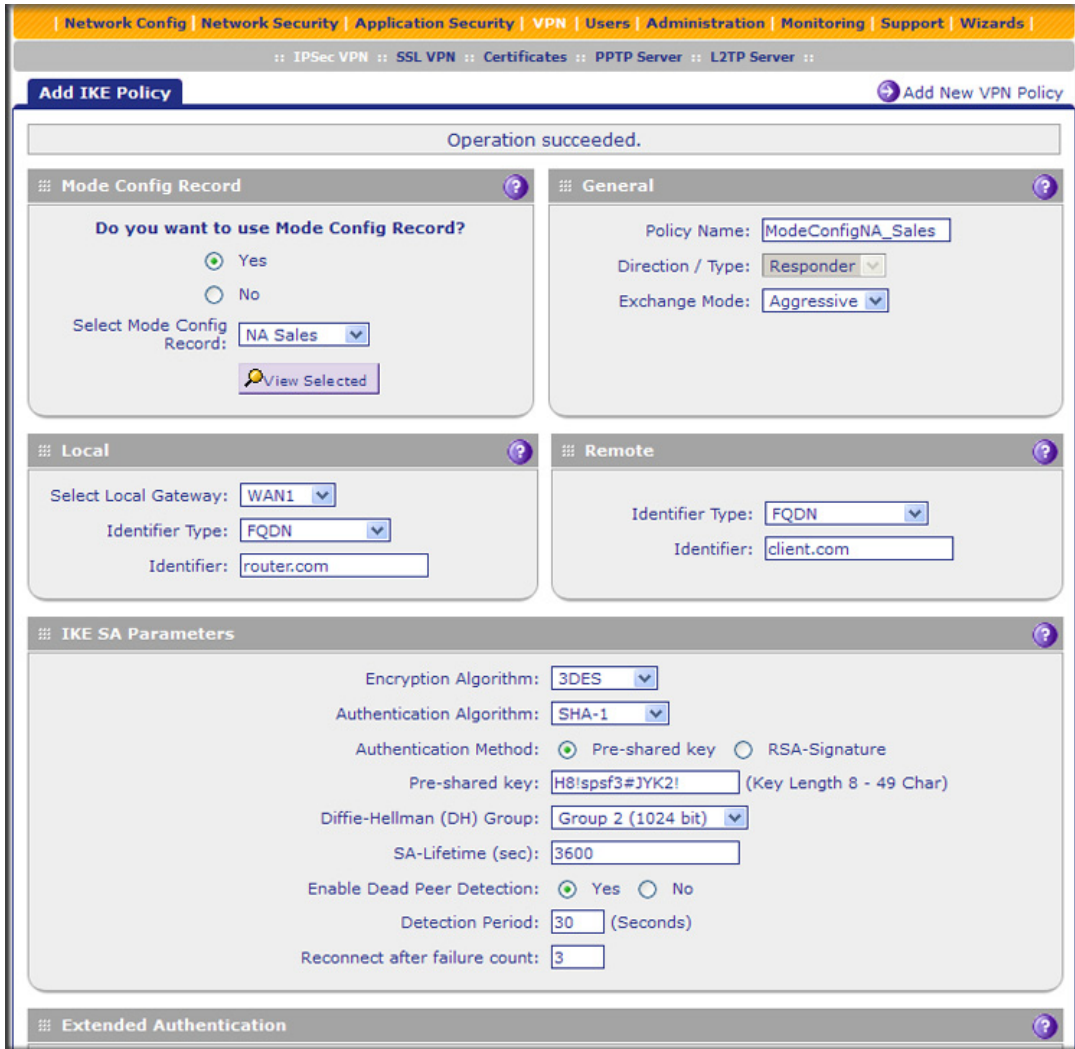 | Network Config | Network Security | Application Security | VPN | Users | Administration | Monitoring | Support | Wizards |
:: IPSec VPN :: SSL VPN :: Certificates :: PPTP Server :: L2TP Server ::
Add IKE Policy
Add New VPN Policy
Operation succeeded.
Mode Config Record
Do you want to use Mode Config Record?
Yes
No
Select Mode Config
Record: NA Sales
View Selected
General
Policy Name: ModeConfigNA_Sales
Direction / Type: Responder
Exchange Mode: Aggressive
Local
Select Local Gateway: WAN1
Identifier Type: FQDN
Identifier: router.com
Remote
Identifier Type: FQDN
Identifier: client.com
IKE SA Parameters
Encryption Algorithm: 3DES
Authentication Algorithm: SHA-1
Authentication Method: Pre-shared key RSA-Signature
Pre-shared key: H8!spsf3#JYK2! (Key Length 8 - 49 Char)
Diffie-Hellman (DH) Group: Group 2 (1024 bit)
SA-Lifetime (sec): 3600
Enable Dead Peer Detection: Yes No
Detection Period: 30 (Seconds)
Reconnect after failure count: 3
Extended Authentication